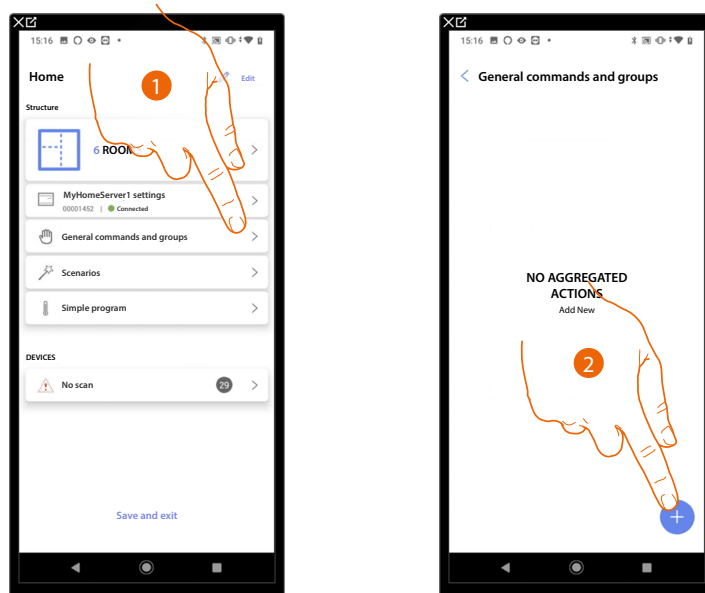 15:16
Home
Edit
1
Structure
6 ROOM
MyHomeServer1 settings
00001452 | Connected
General commands and groups
Scenarios
Simple program
DEVICES
No scan
29
Save and exit
15:16
General commands and groups
NO AGGREGATED
ACTIONS
Add New
2